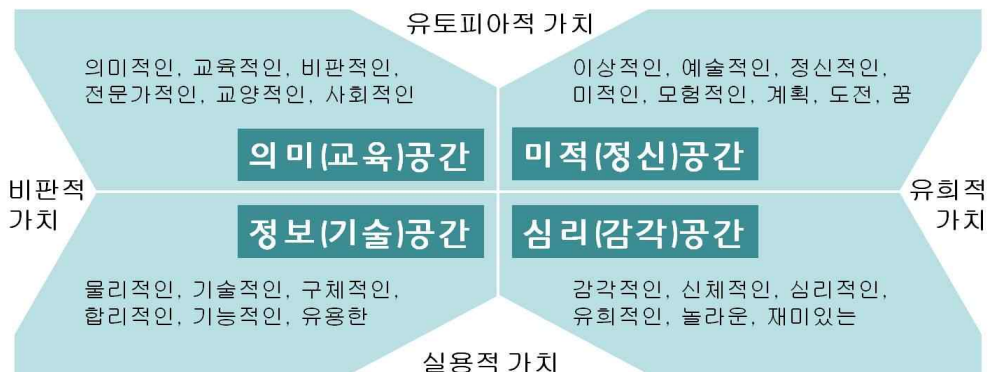 유토피아적 가치
의미적인, 교육적인, 비판적인,
전문가적인, 교양적인, 사회적인
이상적인, 예술적인, 정신적인,
미적인, 모험적인, 계획, 도전, 꿈
의미(교육)공간
미적(정신)공간
비판적
가치
유희적
가치
정보(기술)공간
심리(감각)공간
물리적인, 기술적인, 구체적인,
합리적인, 기능적인, 유용한
감각적인, 신체적인, 심리적인,
유희적인, 놀라운, 재미있는
실용적 가치